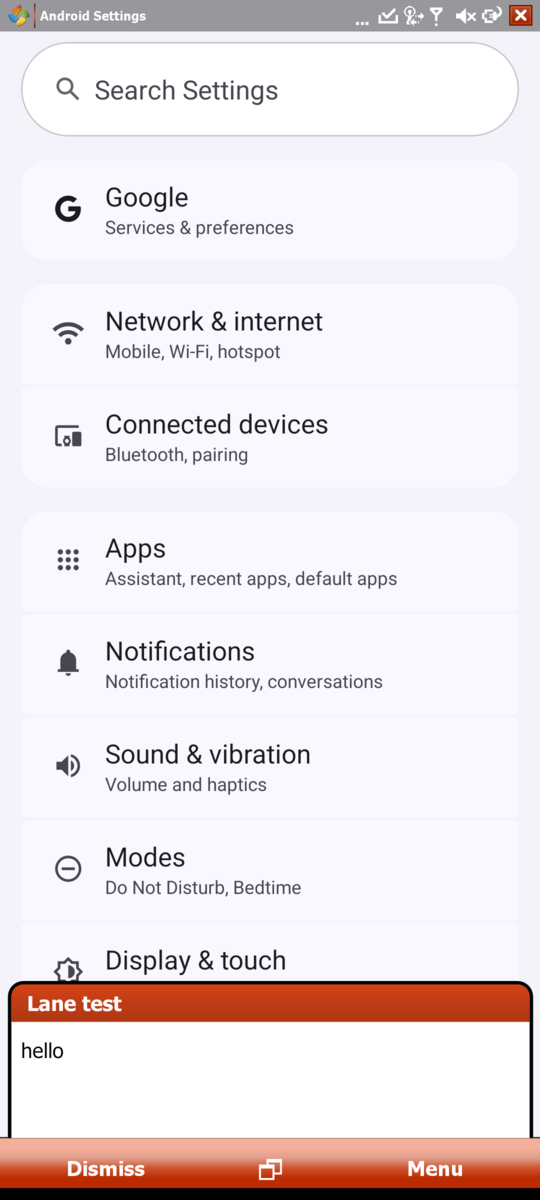 Android Settings
...
Search Settings
Google
Services & preferences
Network & internet
Mobile, Wi-Fi, hotspot
Connected devices
Bluetooth, pairing
Apps
Assistant, recent apps, default apps
Notifications
Notification history, conversations
Sound & vibration
Volume and haptics
Modes
Do Not Disturb, Bedtime
Display & touch
Lane test
hello
Dismiss Menu